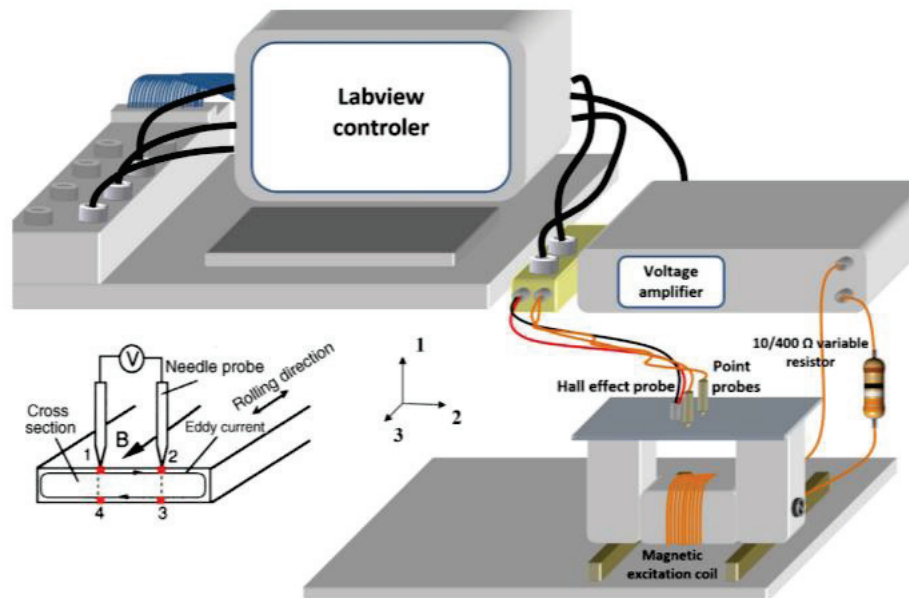 Labview
controler
Voltage
amplifier
10/400 Ω variable
resistor
Point
probes
Hall effect probe
Magnetic
excitation coil
1
2
3
V
Needle probe
Rolling direction
Cross
section
B
Eddy current
1
2
4
3